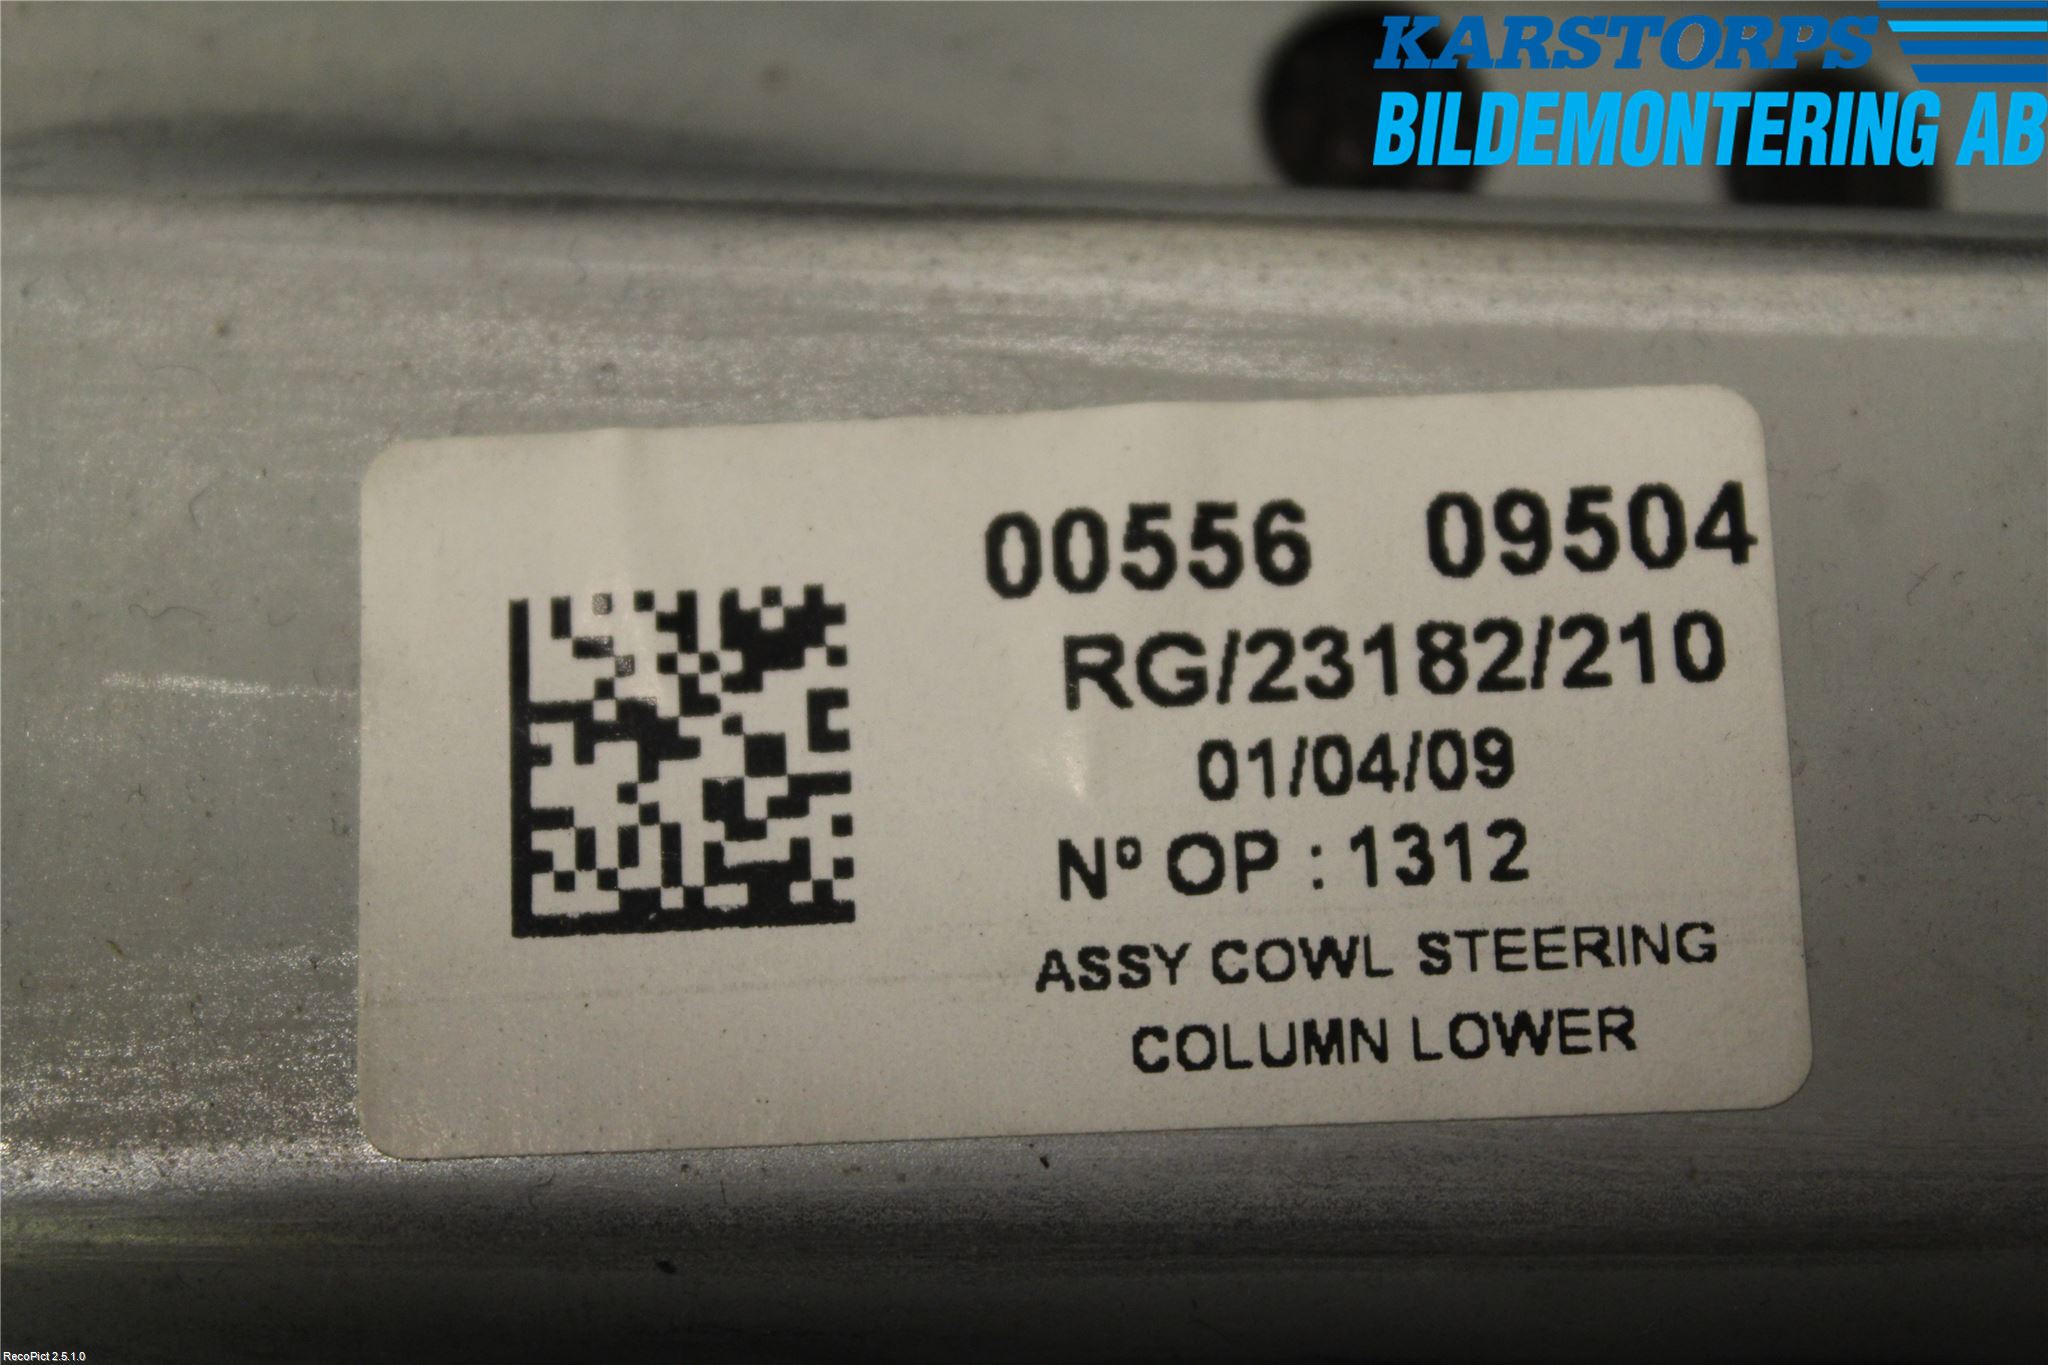 KARSTORPS
BILDEMONTERING AB
00556 09504
RG/23182/210
01/04/09
Nº OP : 1312
ASSY COWL STEERING
COLUMN LOWER
RecoPict 2.5.1.0